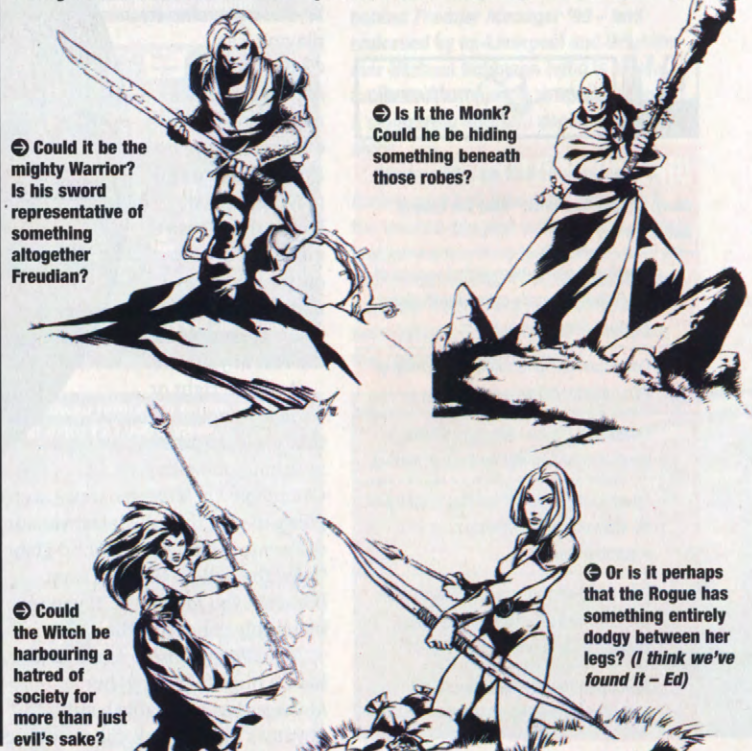 ➲ Could it be the
mighty Warrior?
Is his sword
representative of
something
altogether
Freudian?
➲ Is it the Monk?
Could he be hiding
something beneath
those robes?
➲ Could
the Witch be
harbouring a
hatred of
society for
more than just
evil's sake?
➲ Or is it perhaps
that the Rogue has
something entirely
dodgy between her
legs? (I think we've
found it – Ed)